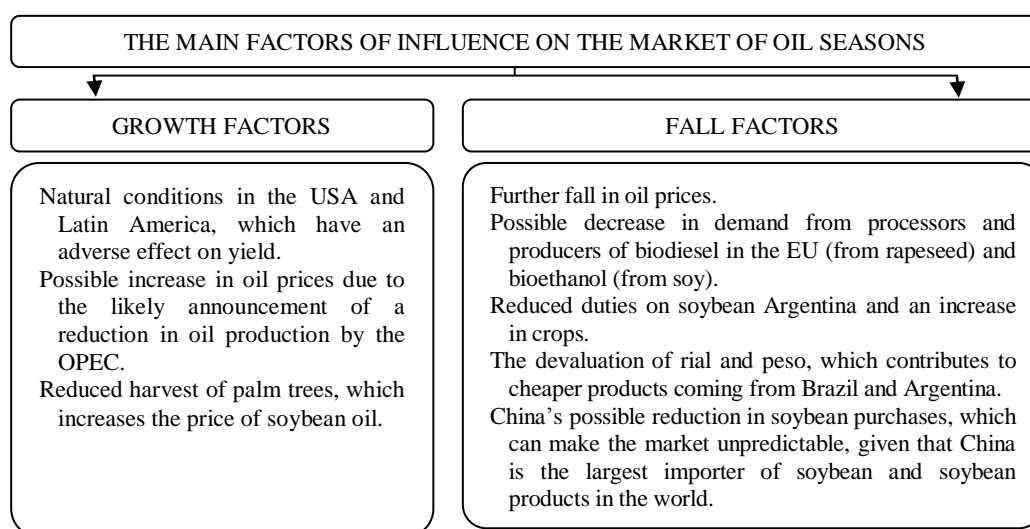 THE MAIN FACTORS OF INFLUENCE ON THE MARKET OF OIL SEASONS
GROWTH FACTORS
Natural conditions in the USA and
Latin America, which have an
adverse effect on yield.
Possible increase in oil prices due to
the likely announcement of a
reduction in oil production by the
OPEC.
Reduced harvest of palm trees, which
increases the price of soybean oil.
FALL FACTORS
Further fall in oil prices.
Possible decrease in demand from processors and
producers of biodiesel in the EU (from rapeseed) and
bioethanol (from soy).
Reduced duties on soybean Argentina and an increase
in crops.
The devaluation of rial and peso, which contributes to
cheaper products coming from Brazil and Argentina.
China’s possible reduction in soybean purchases, which
can make the market unpredictable, given that China
is the largest importer of soybean and soybean
products in the world.